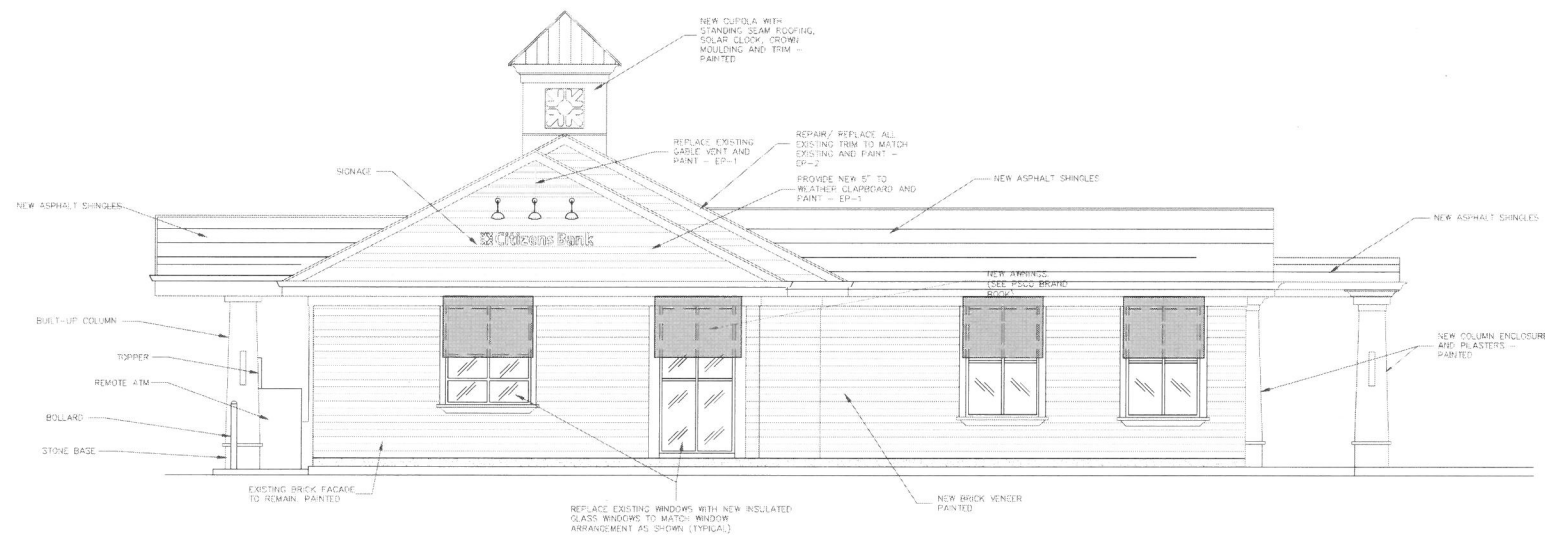 NEW CUPOLA WITH
STANDING SEAM ROOFING,
SOLAR CLOCK, CROWN
MOULDING AND TRIM –
PAINTED
REPLACE EXISTING
GABLE VENT AND
PAINT – EP-1
REPAIR/ REPLACE ALL
EXISTING TRIM TO MATCH
EXISTING AND PAINT –
EP-2
SIGNAGE
PROVIDE NEW 5" TO
WEATHER CLAPBOARD AND
PAINT – EP-1
NEW ASPHALT SHINGLES
NEW ASPHALT SHINGLES
NEW ASPHALT SHINGLES
Citizens Bank
NEW AWNINGS
(SEE PSCO BRAND
BOOK)
BUILT-UP COLUMN
TOPPER
REMOTE ATM
BOLLARD
STONE BASE
NEW COLUMN ENCLOSURE
AND PILASTERS –
PAINTED
EXISTING BRICK FACADE
TO REMAIN. PAINTED
REPLACE EXISTING WINDOWS WITH NEW INSULATED
GLASS WINDOWS TO MATCH WINDOW
ARRANGEMENT AS SHOWN (TYPICAL)
NEW BRICK VENEER
PAINTED